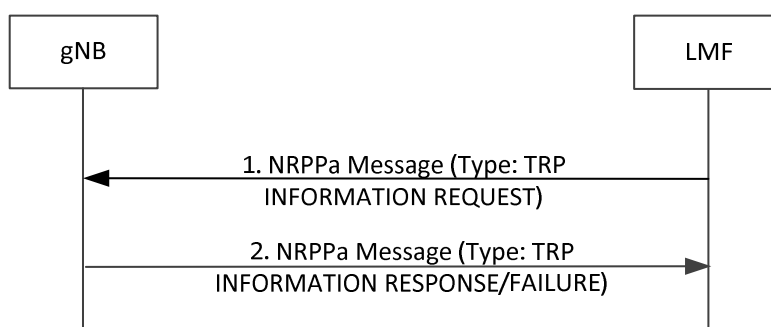 gNB
LMF
1. NRPPa Message (Type: TRP
INFORMATION REQUEST)
2. NRPPa Message (Type: TRP
INFORMATION RESPONSE/FAILURE)